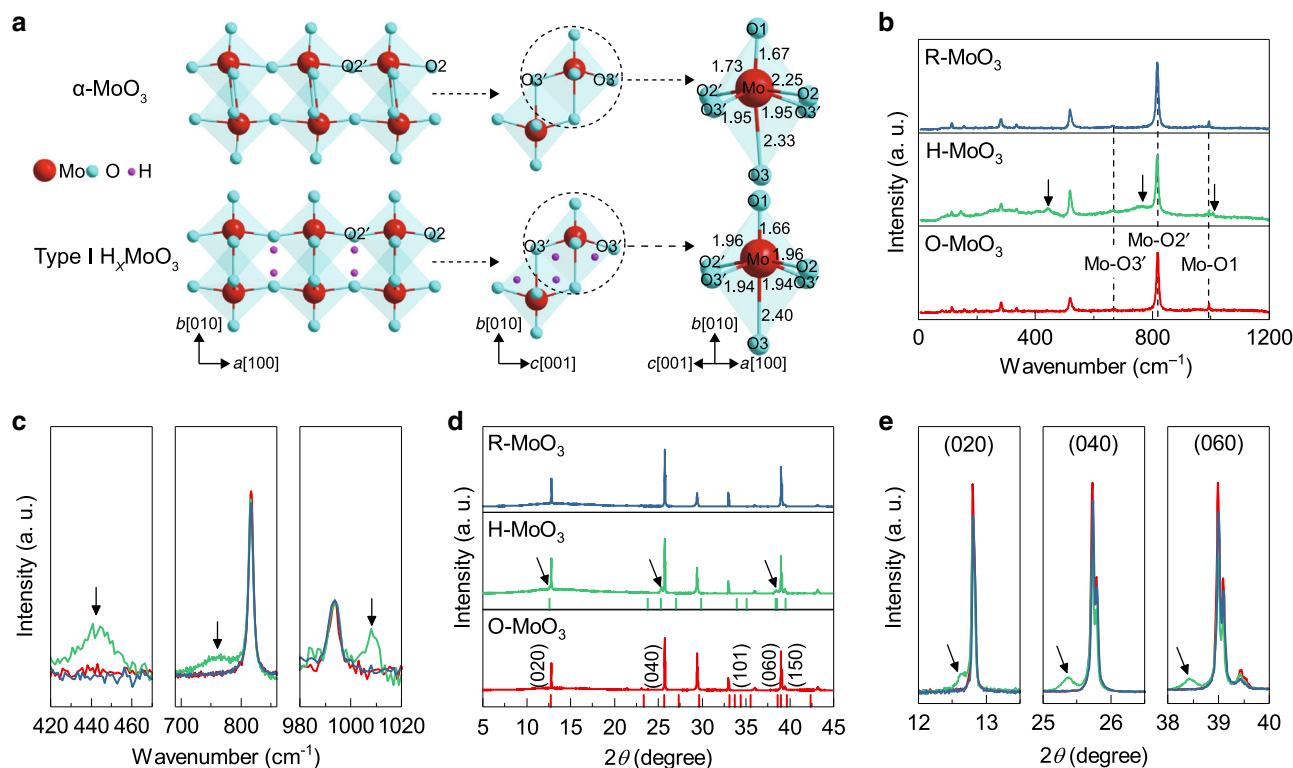 a
α-MoO₃
Mo O H
Type I HₓMoO₃
O2′ O2
O3′ O3′
O1
1.67
1.73
2.25
Mo
O2′ O2
O3′ O3′
1.95 1.95
2.33
O3
O2′ O2
O3′ O3′
O1
1.66
1.96
1.96
Mo
O2′ O2
O3′ O3′
1.94 1.94
2.40
O3
b[010]
a[100]
b[010]
c[001]
b[010]
c[001] a[100]
b
R-MoO₃
H-MoO₃
O-MoO₃
Mo-O2′
Mo-O3′ Mo-O1
Intensity (a. u.)
0 400 800 1200
Wavenumber (cm⁻¹)
c
Intensity (a. u.)
420 440 460 700 800 980 1000 1020
Wavenumber (cm⁻¹)
d
R-MoO₃
H-MoO₃
O-MoO₃
(020) (040) (101) (060) (150)
Intensity (a. u.)
5 10 15 20 25 30 35 40 45
2θ (degree)
e
(020) (040) (060)
Intensity (a. u.)
12 13 25 26 38 39 40
2θ (degree)